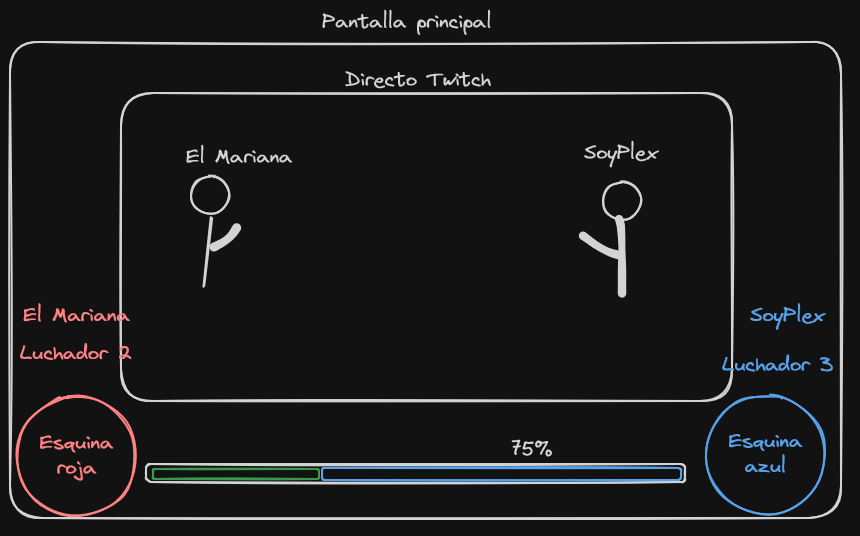 Pantalla principal
Directo Twitch
El Mariana
SoyPlex
El Mariana
Luchador 2
SoyPlex
Luchador 3
Esquina
roja
75%
Esquina
azul